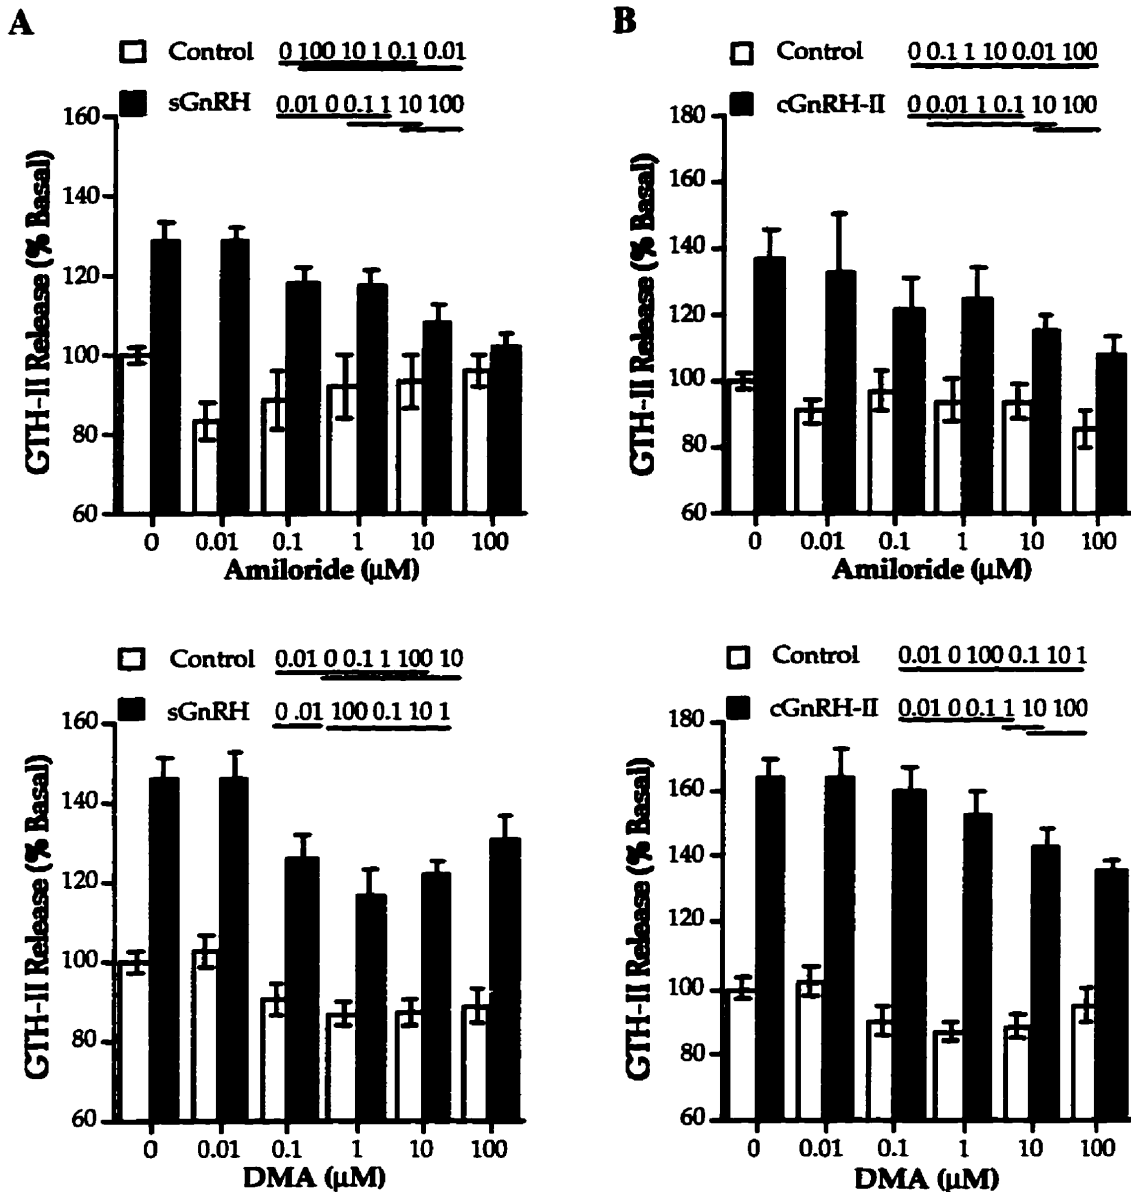 A
Control 0 100 10 1 0.1 0.01
sGnRH 0.01 0 0.1 1 10 100
GTH-II Release (% Basal)
160
140
120
100
80
60
0 0.01 0.1 1 10 100
Amiloride (μM)
B
Control 0 0.1 1 10 0.01 100
cGnRH-II 0 0.01 1 0.1 10 100
GTH-II Release (% Basal)
180
160
140
120
100
80
60
0 0.01 0.1 1 10 100
Amiloride (μM)
Control 0.01 0 0.1 1 100 10
sGnRH 0 .01 100 0.1 10 1
GTH-II Release (% Basal)
160
140
120
100
80
60
0 0.01 0.1 1 10 100
DMA (μM)
Control 0.01 0 100 0.1 10 1
cGnRH-II 0.01 0 0.1 1 10 100
GTH-II Release (% Basal)
180
160
140
120
100
80
60
0 0.01 0.1 1 10 100
DMA (μM)